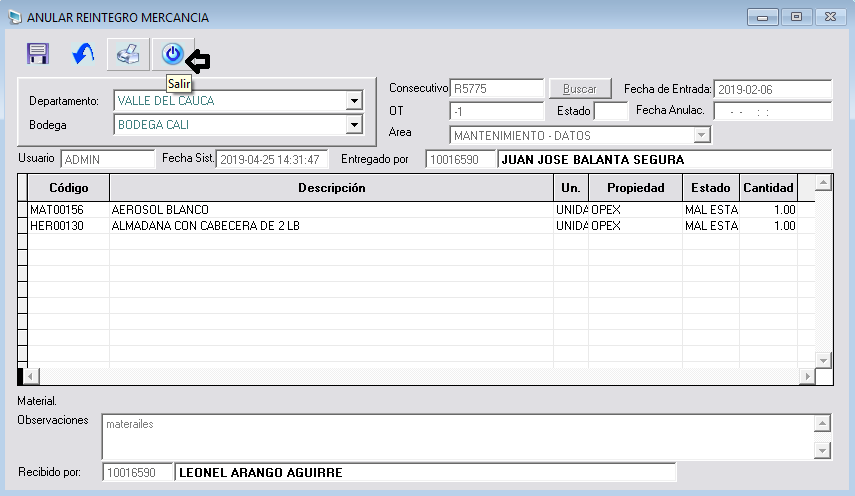 ANULAR REINTEGRO MERCANCIA
Salir
Departamento: VALLE DEL CAUCA
Bodega BODEGA CALI
Consecutivo R5775 Buscar Fecha de Entrada: 2019-02-06
OT -1 Estado Fecha Anulac. - - : :
Area MANTENIMIENTO - DATOS
Usuario ADMIN Fecha Sist. 2019-04-25 14:31:47 Entregado por 10016590 JUAN JOSE BALANTA SEGURA
Código Descripción Un. Propiedad Estado Cantidad
MAT00156 AEROSOL BLANCO UNIDA OPEX MAL ESTA 1.00
HER00130 ALMADANA CON CABECERA DE 2 LB UNIDA OPEX MAL ESTA 1.00
Material.
Observaciones materailes
Recibido por: 10016590 LEONEL ARANGO AGUIRRE